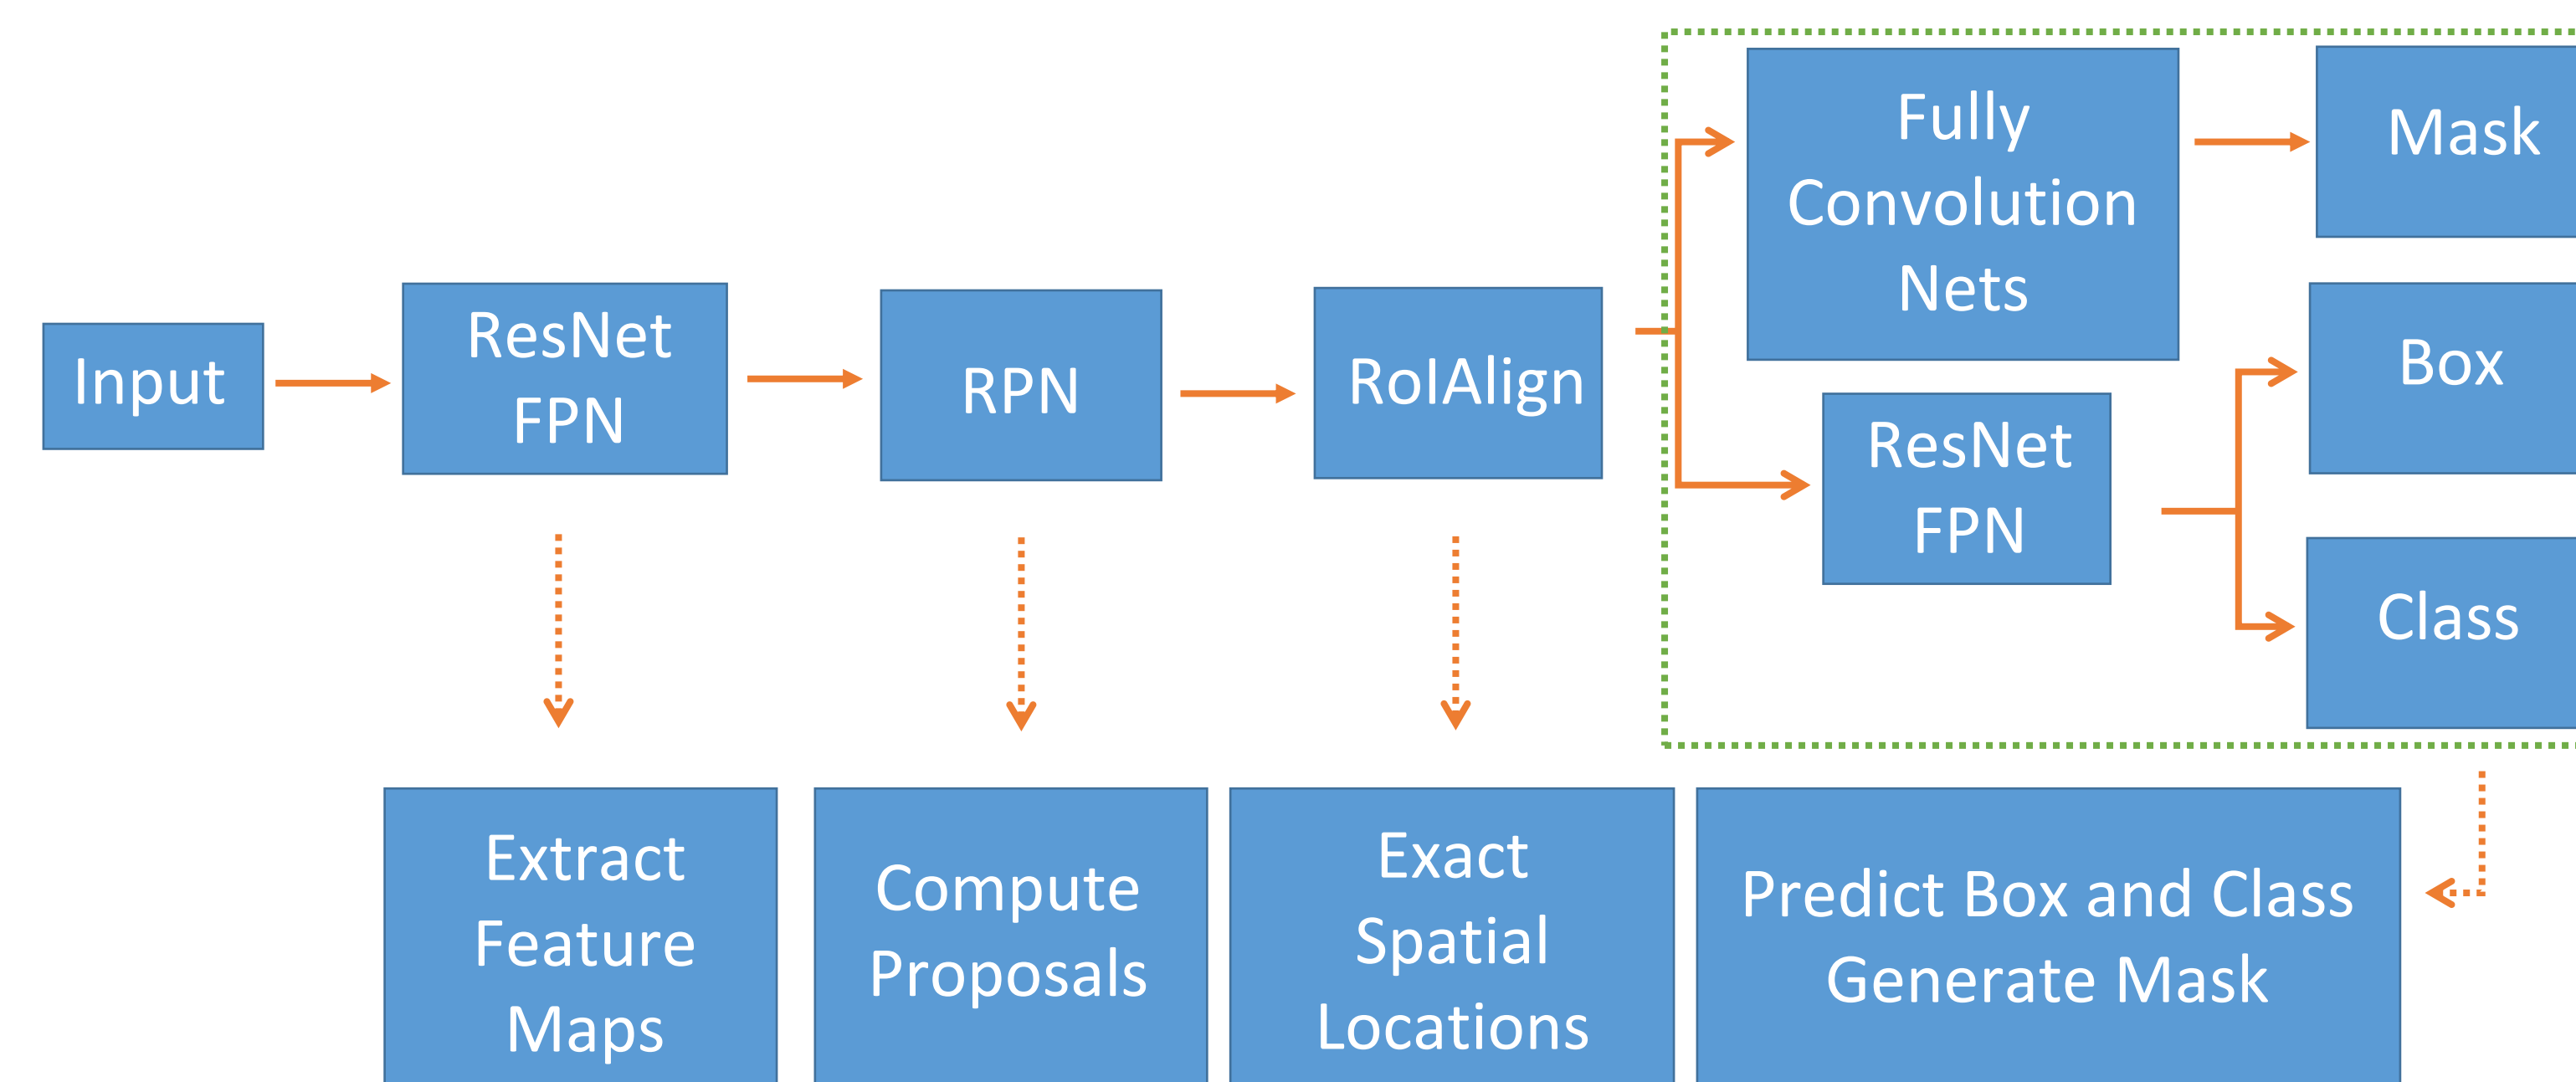 Fully
Convolution
Nets
Mask
Input
ResNet
FPN
RPN
RoIAlign
Box
ResNet
FPN
Class
Extract
Feature
Maps
Compute
Proposals
Exact
Spatial
Locations
Predict Box and Class
Generate Mask